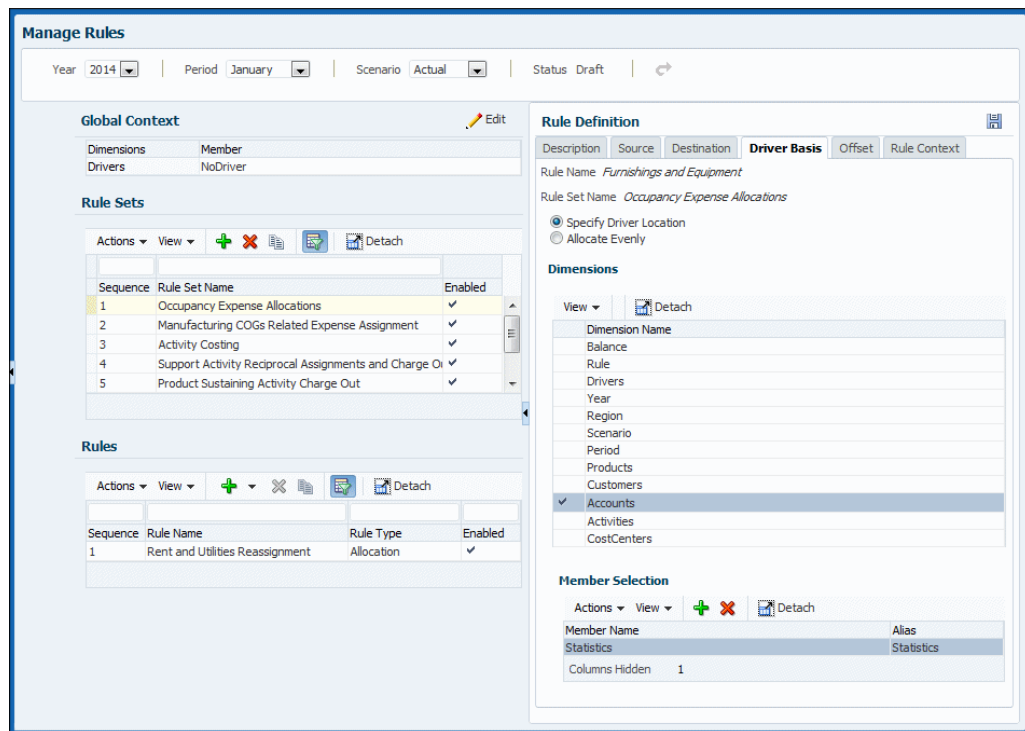 Manage Rules
Year 2014 Period January Scenario Actual Status Draft
Global Context Edit
Dimensions Member
Drivers NoDriver
Rule Sets
Actions View Detach
Sequence Rule Set Name Enabled
1 Occupancy Expense Allocations
2 Manufacturing COGs Related Expense Assignment
3 Activity Costing
4 Support Activity Reciprocal Assignments and Charge O
5 Product Sustaining Activity Charge Out
Rules
Actions View Detach
Sequence Rule Name Rule Type Enabled
1 Rent and Utilities Reassignment Allocation
Rule Definition
Description Source Destination Driver Basis Offset Rule Context
Rule Name Furnishings and Equipment
Rule Set Name Occupancy Expense Allocations
Specify Driver Location
Allocate Evenly
Dimensions
View Detach
Dimension Name
Balance
Rule
Drivers
Year
Region
Scenario
Period
Products
Customers
Accounts
Activities
CostCenters
Member Selection
Actions View Detach
Member Name Alias
Statistics Statistics
Columns Hidden 1